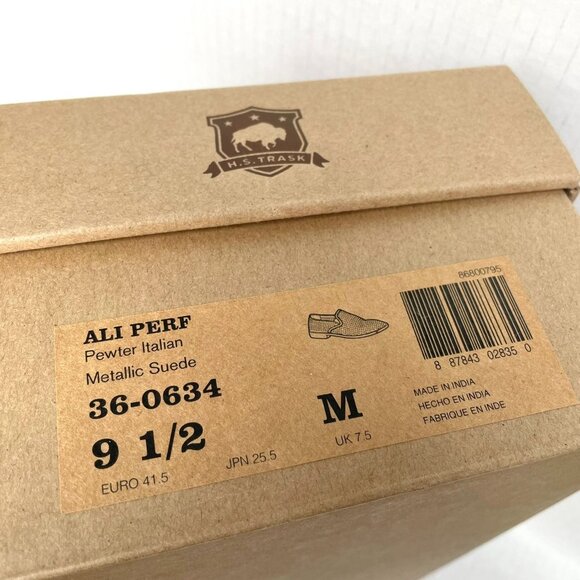 H.S. TRASK
ALI PERF
Pewter Italian
Metallic Suede
36-0634
9 1/2
EURO 41.5
JPN 25.5
M
UK 7.5
86800795
8 87843 02835 0
MADE IN INDIA
HECHO EN INDIA
FABRIQUE EN INDE